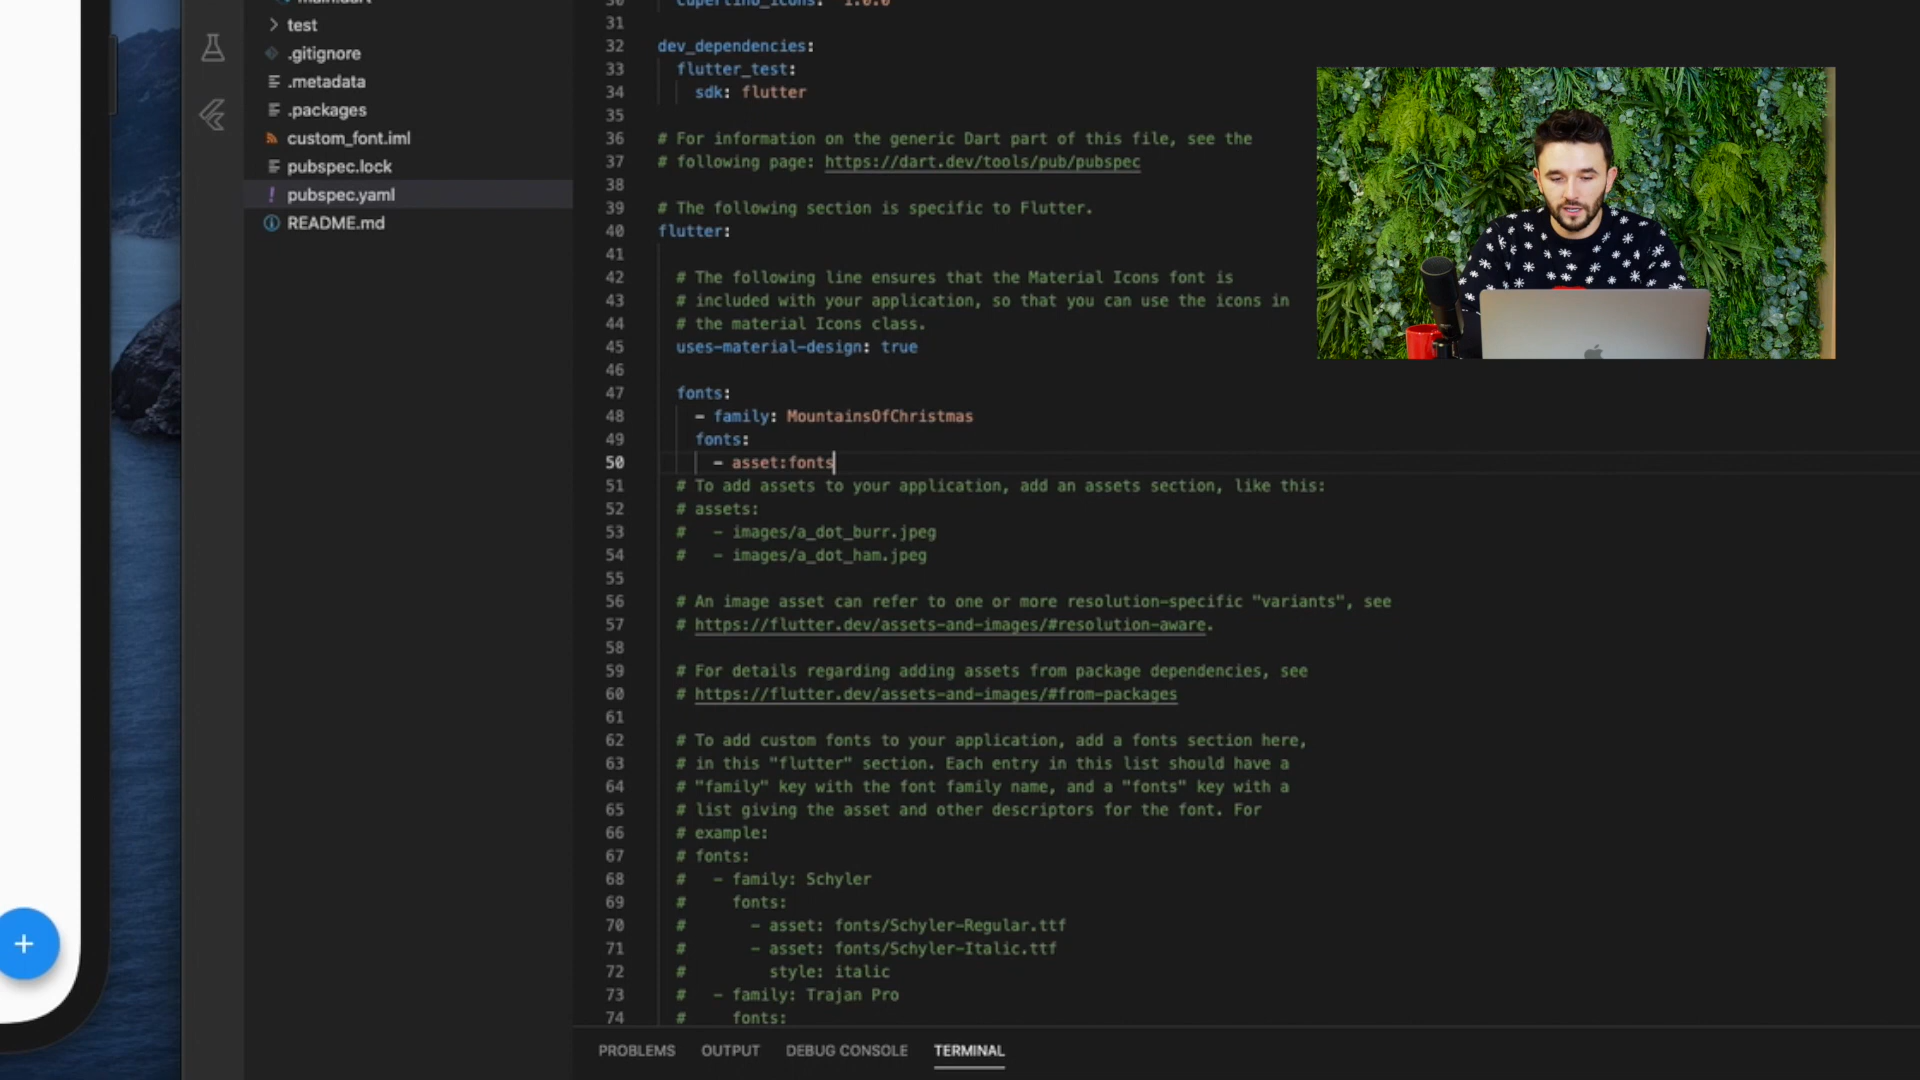 main.dart
test
.gitignore
.metadata
.packages
custom_font.iml
pubspec.lock
pubspec.yaml
README.md
30 cupertino_icons: ^1.0.0
31
32 dev_dependencies:
33 flutter_test:
34 sdk: flutter
35
36 # For information on the generic Dart part of this file, see the
37 # following page: https://dart.dev/tools/pub/pubspec
38
39 # The following section is specific to Flutter.
40 flutter:
41
42 # The following line ensures that the Material Icons font is
43 # included with your application, so that you can use the icons in
44 # the material Icons class.
45 uses-material-design: true
46
47 fonts:
48 - family: MountainsOfChristmas
49 fonts:
50 - asset:fonts
51 # To add assets to your application, add an assets section, like this:
52 # assets:
53 #   - images/a_dot_burr.jpeg
54 #   - images/a_dot_ham.jpeg
55
56 # An image asset can refer to one or more resolution-specific "variants", see
57 # https://flutter.dev/assets-and-images/#resolution-aware.
58
59 # For details regarding adding assets from package dependencies, see
60 # https://flutter.dev/assets-and-images/#from-packages
61
62 # To add custom fonts to your application, add a fonts section here,
63 # in this "flutter" section. Each entry in this list should have a
64 # "family" key with the font family name, and a "fonts" key with a
65 # list giving the asset and other descriptors for the font. For
66 # example:
67 # fonts:
68 #   - family: Schyler
69 #     fonts:
70 #       - asset: fonts/Schyler-Regular.ttf
71 #       - asset: fonts/Schyler-Italic.ttf
72 #         style: italic
73 #   - family: Trajan Pro
74 #     fonts:
PROBLEMS OUTPUT DEBUG CONSOLE TERMINAL